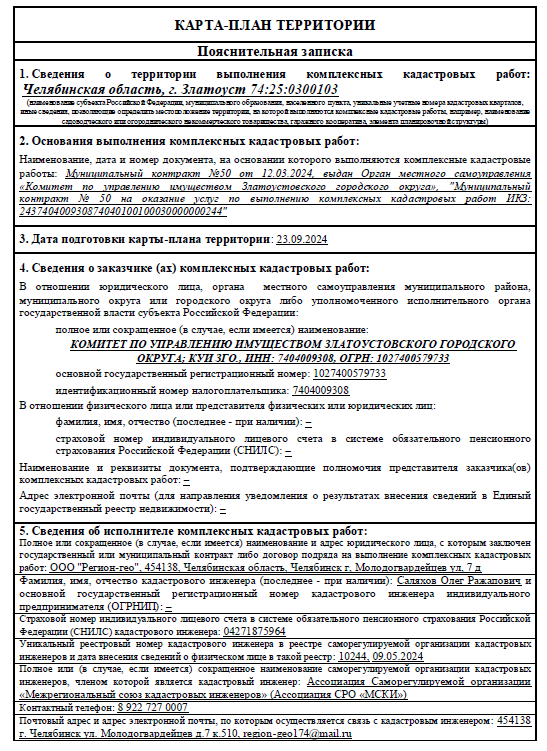 КАРТА-ПЛАН ТЕРРИТОРИИ
Пояснительная записка
1. Сведения о территории выполнения комплексных кадастровых работ:
Челябинская область, г. Златоуст 74:25:0300103
(наименование субъекта Российской Федерации, муниципального образования, населенного пункта, уникальные учетные номера кадастровых кварталов,
иные сведения, позволяющие определить местоположение территории, на которой выполняются комплексные кадастровые работы, например, наименование
садоводческого или огороднического некоммерческого товарищества, гаражного кооператива, элемента планировочной структуры)
2. Основания выполнения комплексных кадастровых работ:
Наименование, дата и номер документа, на основании которого выполняются комплексные кадастровые
работы: Муниципальный контракт №50 от 12.03.2024, выдан Орган местного самоуправления
«Комитет по управлению имуществом Златоустовского городского округа», "Муниципальный
контракт № 50 на оказание услуг по выполнению комплексных кадастровых работ ИКЗ:
243740400930874040100100030000000244"
3. Дата подготовки карты-плана территории: 23.09.2024
4. Сведения о заказчике (ах) комплексных кадастровых работ:
В отношении юридического лица, органа местного самоуправления муниципального района,
муниципального округа или городского округа либо уполномоченного исполнительного органа
государственной власти субъекта Российской Федерации:
полное или сокращенное (в случае, если имеется) наименование:
КОМИТЕТ ПО УПРАВЛЕНИЮ ИМУЩЕСТВОМ ЗЛАТОУСТОВСКОГО ГОРОДСКОГО
ОКРУГА; КУИ ЗГО., ИНН: 7404009308, ОГРН: 1027400579733
основной государственный регистрационный номер: 1027400579733
идентификационный номер налогоплательщика: 7404009308
В отношении физического лица или представителя физических или юридических лиц:
фамилия, имя, отчество (последнее - при наличии): –
страховой номер индивидуального лицевого счета в системе обязательного пенсионного
страхования Российской Федерации (СНИЛС): –
Наименование и реквизиты документа, подтверждающие полномочия представителя заказчика(ов)
комплексных кадастровых работ: –
Адрес электронной почты (для направления уведомления о результатах внесения сведений в Единый
государственный реестр недвижимости): –
5. Сведения об исполнителе комплексных кадастровых работ:
Полное или сокращенное (в случае, если имеется) наименование и адрес юридического лица, с которым заключен
государственный или муниципальный контракт либо договор подряда на выполнение комплексных кадастровых
работ: ООО "Регион-гео", 454138, Челябинская область, Челябинск г, Молодогвардейцев ул, 7 д
Фамилия, имя, отчество кадастрового инженера (последнее - при наличии): Саляхов Олег Ражапович и
основной государственный регистрационный номер кадастрового инженера индивидуального
предпринимателя (ОГРНИП): –
Страховой номер индивидуального лицевого счета в системе обязательного пенсионного страхования Российской
Федерации (СНИЛС) кадастрового инженера: 04271875964
Уникальный реестровый номер кадастрового инженера в реестре саморегулируемой организации кадастровых
инженеров и дата внесения сведений о физическом лице в такой реестр: 10244, 09.05.2024
Полное или (в случае, если имеется) сокращенное наименование саморегулируемой организации кадастровых
инженеров, членом которой является кадастровый инженер: Ассоциация Саморегулируемой организации
«Межрегиональный союз кадастровых инженеров» (Ассоциация СРО «МСКИ»)
Контактный телефон: 8 922 727 0007
Почтовый адрес и адрес электронной почты, по которым осуществляется связь с кадастровым инженером: 454138
г. Челябинск ул. Молодогвардейцев д.7 к.510, region-geo174@mail.ru